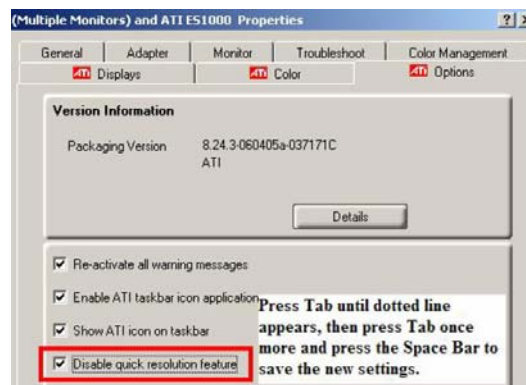 (Multiple Monitors) and ATI ES1000 Properties
General Adapter Monitor Troubleshoot Color Management
ATI Displays ATI Color ATI Options
Version Information
Packaging Version 8.24.3-060405a-037171C
ATI
Details
Re-activate all warning messages
Enable ATI taskbar icon application
Show ATI icon on taskbar
Disable quick resolution feature
Press Tab until dotted line
appears, then press Tab once
more and press the Space Bar to
save the new settings.